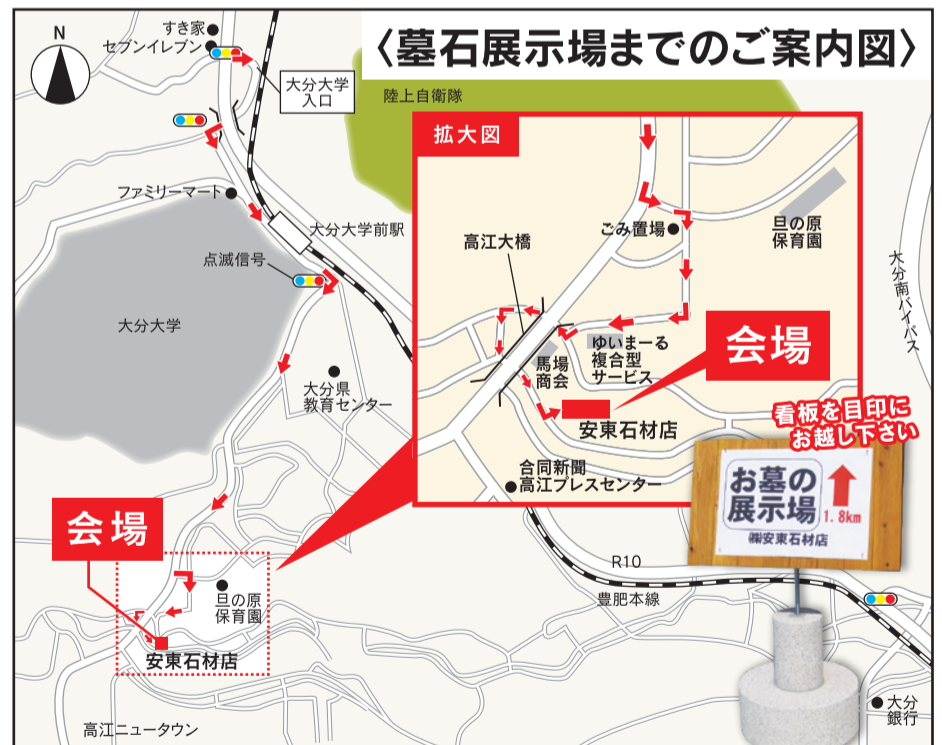 〈墓石展示場までのご案内図〉
N
すき家
セブンイレブン
大分大学
入口
陸上自衛隊
ファミリーマート
大分大学前駅
点滅信号
大分大学
大分県
教育センター
会場
旦の原
保育園
安東石材店
高江ニュータウン
拡大図
ごみ置場
旦の原
保育園
高江大橋
馬場
商会
ゆいまーる
複合型
サービス
会場
安東石材店
合同新聞
高江プレスセンター
大分南バイパス
看板を目印に
お越し下さい
お墓の
展示場
1.8km
㈱安東石材店
R10
豊肥本線
大分
銀行